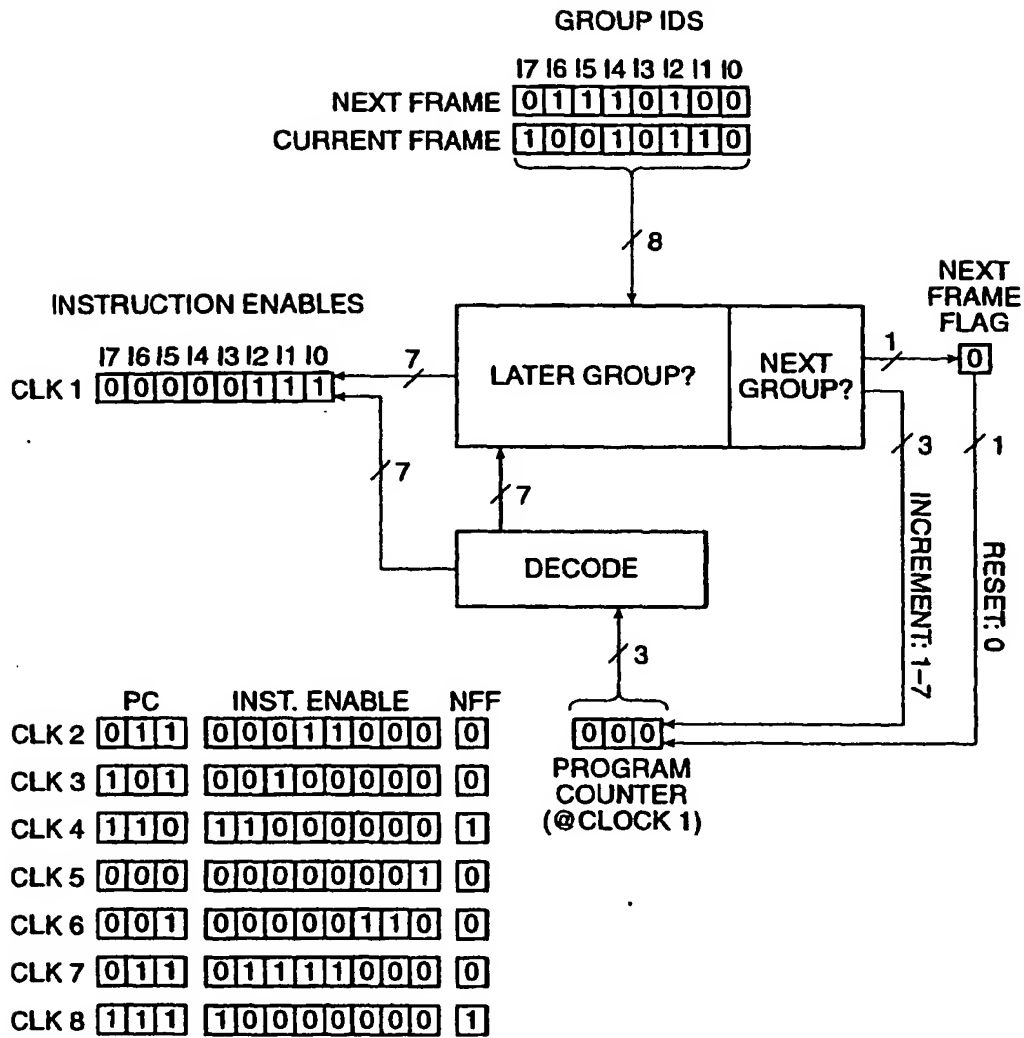 GROUP IDS
I7 I6 I5 I4 I3 I2 I1 I0
NEXT FRAME 0 1 1 1 0 1 0 0
CURRENT FRAME 1 0 0 1 0 1 1 0
8
NEXT
FRAME
FLAG
0
INSTRUCTION ENABLES
I7 I6 I5 I4 I3 I2 I1 I0
CLK 1 0 0 0 0 0 1 1 1
7
LATER GROUP?
NEXT
GROUP?
1
3
1
7
7
INCREMENT: 1–7
RESET: 0
DECODE
3
0 0 0
PROGRAM
COUNTER
(@CLOCK 1)
PC INST. ENABLE NFF
CLK 2 0 1 1 0 0 0 1 1 0 0 0 0
CLK 3 1 0 1 0 0 1 0 0 0 0 0 0
CLK 4 1 1 0 1 1 0 0 0 0 0 0 1
CLK 5 0 0 0 0 0 0 0 0 0 0 1 0
CLK 6 0 0 1 0 0 0 0 0 1 1 0 0
CLK 7 0 1 1 0 1 1 1 1 0 0 0 0
CLK 8 1 1 1 1 0 0 0 0 0 0 0 1